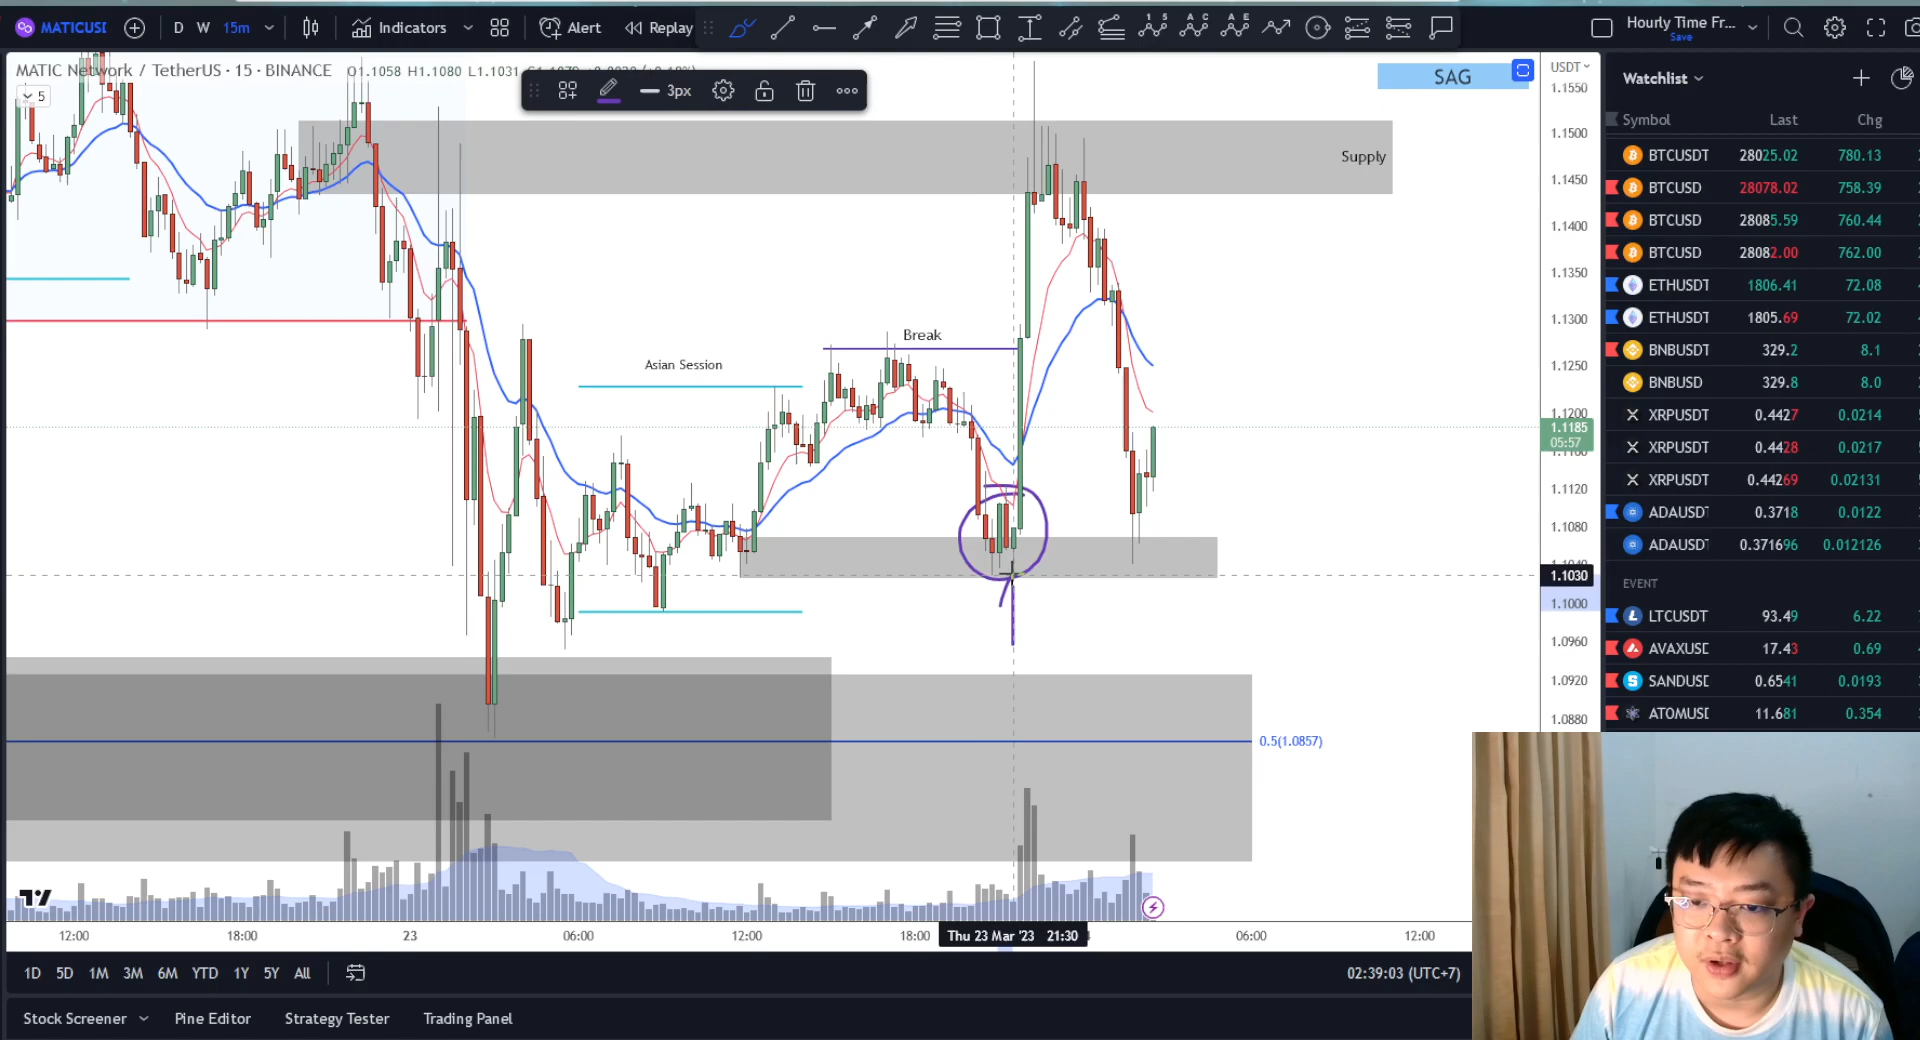 MATICUSI D W 15m Indicators Alert Replay Hourly Time Fr...
Save
MATIC Network / TetherUS · 15 · BINANCE O1.1058 H1.1080 L1.1031
5
3px
SAG
USDT
Supply
Break
Asian Session
0.5(1.0857)
1.1550
1.1500
1.1450
1.1400
1.1350
1.1300
1.1250
1.1200
1.1185
05:57
1.1120
1.1080
1.1030
1.1000
1.0960
1.0920
1.0880
12:00 18:00 23 06:00 12:00 18:00 Thu 23 Mar '23 21:30 06:00 12:00
1D 5D 1M 3M 6M YTD 1Y 5Y All 02:39:03 (UTC+7)
Stock Screener Pine Editor Strategy Tester Trading Panel
Watchlist
Symbol Last Chg
BTCUSDT 28025.02 780.13
BTCUSD 28078.02 758.39
BTCUSD 28085.59 760.44
BTCUSD 28082.00 762.00
ETHUSDT 1806.41 72.08
ETHUSDT 1805.69 72.02
BNBUSDT 329.2 8.1
BNBUSD 329.8 8.0
XRPUSDT 0.4427 0.0214
XRPUSDT 0.4428 0.0217
XRPUSDT 0.44269 0.02131
ADAUSDT 0.3718 0.0122
ADAUSDT 0.371696 0.012126
EVENT
LTCUSDT 93.49 6.22
AVAXUSD 17.43 0.69
SANDUSD 0.6541 0.0193
ATOMUSD 11.681 0.354